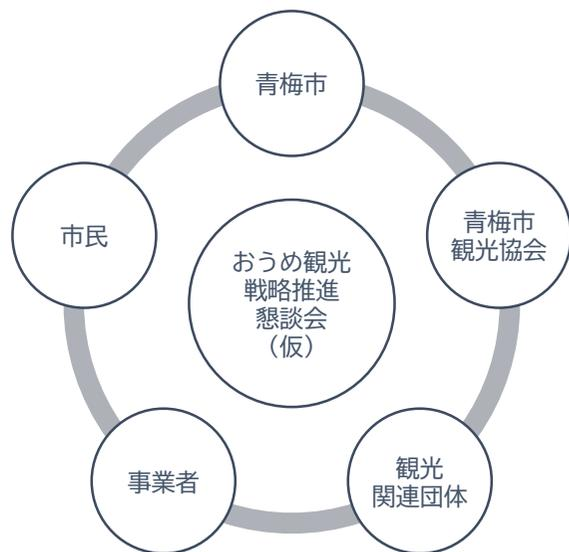 青梅市
青梅市
観光協会
市民
おうめ観光
戦略推進
懇談会
（仮）
事業者
観光
関連団体